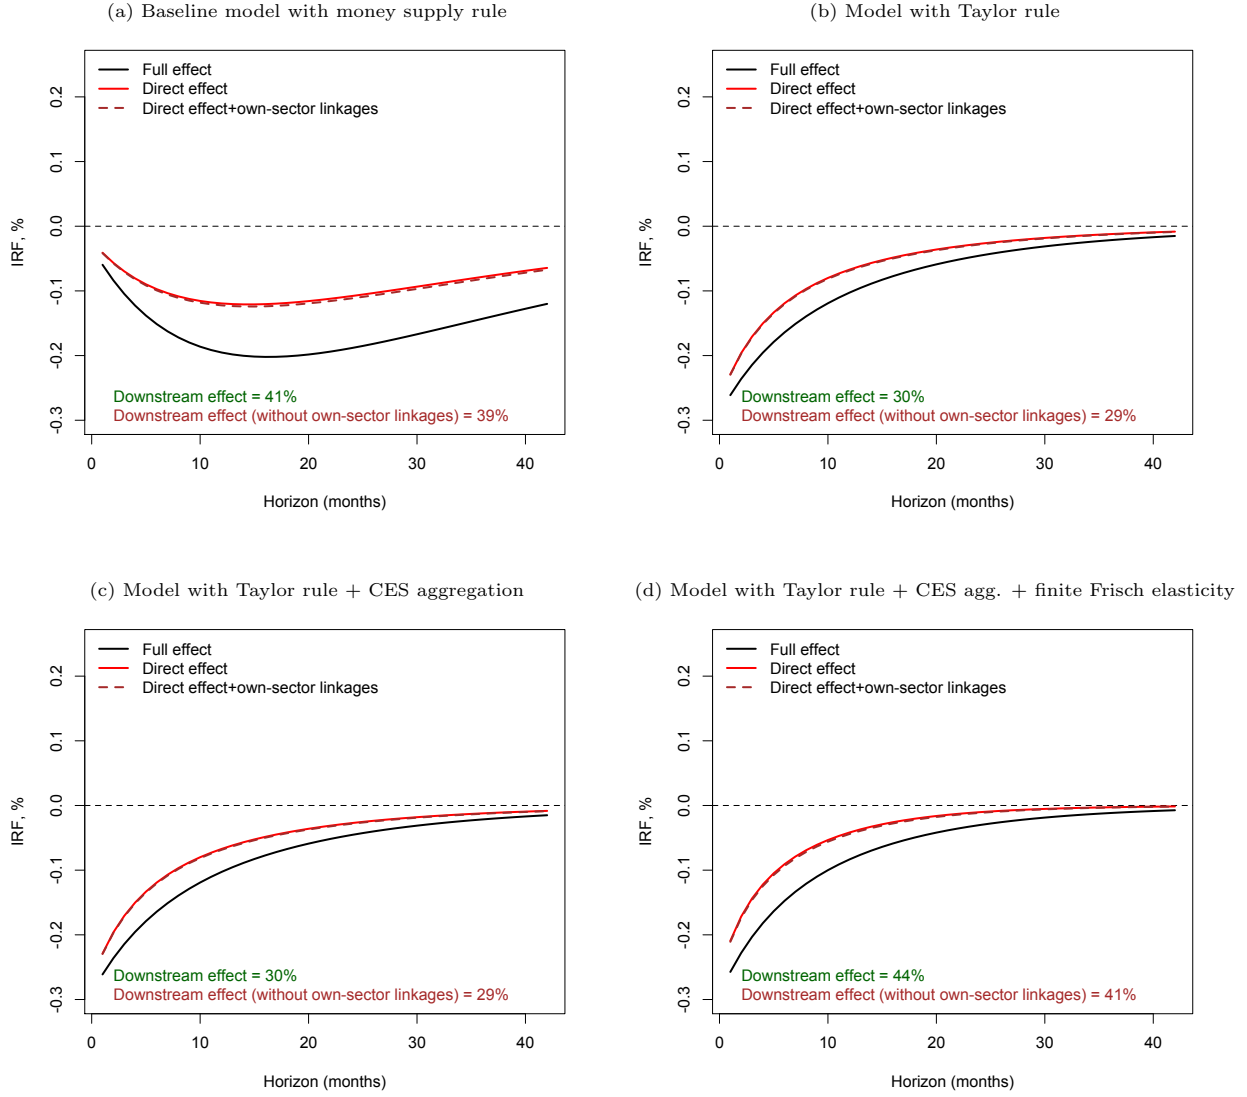 (a) Baseline model with money supply rule
Full effect
Direct effect
Direct effect+own-sector linkages
IRF, %
0.2
0.1
0.0
-0.1
-0.2
-0.3
Downstream effect = 41%
Downstream effect (without own-sector linkages) = 39%
0 10 20 30 40
Horizon (months)
(b) Model with Taylor rule
Full effect
Direct effect
Direct effect+own-sector linkages
IRF, %
0.2
0.1
0.0
-0.1
-0.2
-0.3
Downstream effect = 30%
Downstream effect (without own-sector linkages) = 29%
0 10 20 30 40
Horizon (months)
(c) Model with Taylor rule + CES aggregation
Full effect
Direct effect
Direct effect+own-sector linkages
IRF, %
0.2
0.1
0.0
-0.1
-0.2
-0.3
Downstream effect = 30%
Downstream effect (without own-sector linkages) = 29%
0 10 20 30 40
Horizon (months)
(d) Model with Taylor rule + CES agg. + finite Frisch elasticity
Full effect
Direct effect
Direct effect+own-sector linkages
IRF, %
0.2
0.1
0.0
-0.1
-0.2
-0.3
Downstream effect = 44%
Downstream effect (without own-sector linkages) = 41%
0 10 20 30 40
Horizon (months)